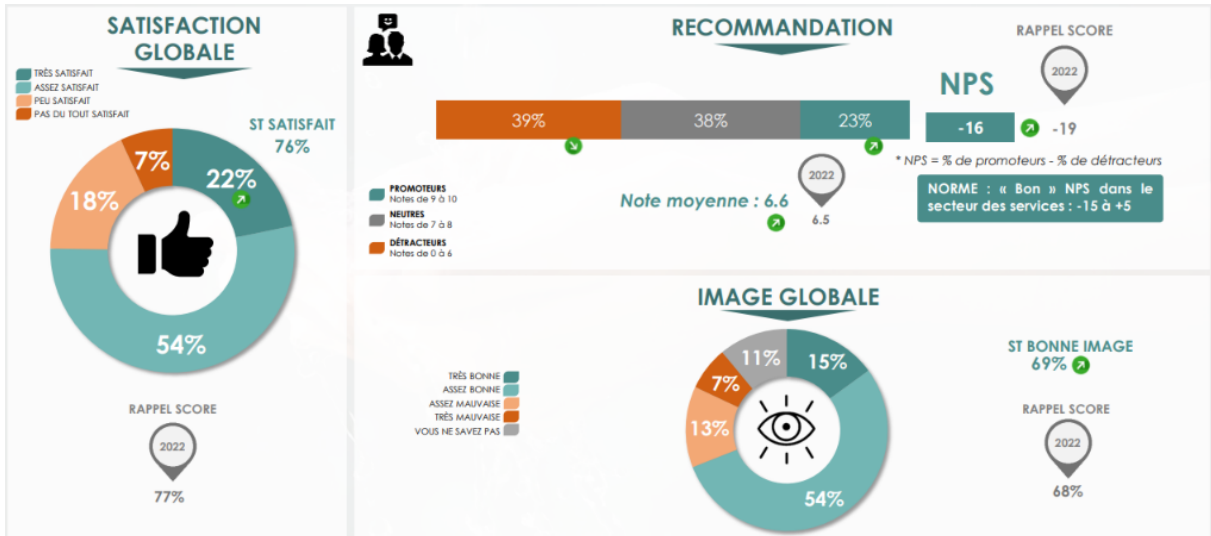 SATISFACTION
GLOBALE
TRÈS SATISFAIT
ASSEZ SATISFAIT
PEU SATISFAIT
PAS DU TOUT SATISFAIT
ST SATISFAIT
76%
7%
22%
18%
54%
RAPPEL SCORE
2022
77%
RECOMMANDATION
RAPPEL SCORE
2022
NPS
39%
38%
23%
-16
-19
* NPS = % de promoteurs - % de détracteurs
NORME : « Bon » NPS dans le
secteur des services : -15 à +5
PROMOTEURS
Notes de 9 à 10
NEUTRES
Notes de 7 à 8
DÉTRACTEURS
Notes de 0 à 6
Note moyenne : 6.6
2022
6.5
IMAGE GLOBALE
TRÈS BONNE
ASSEZ BONNE
ASSEZ MAUVAISE
TRÈS MAUVAISE
VOUS NE SAVEZ PAS
11%
15%
7%
13%
54%
ST BONNE IMAGE
69%
RAPPEL SCORE
2022
68%